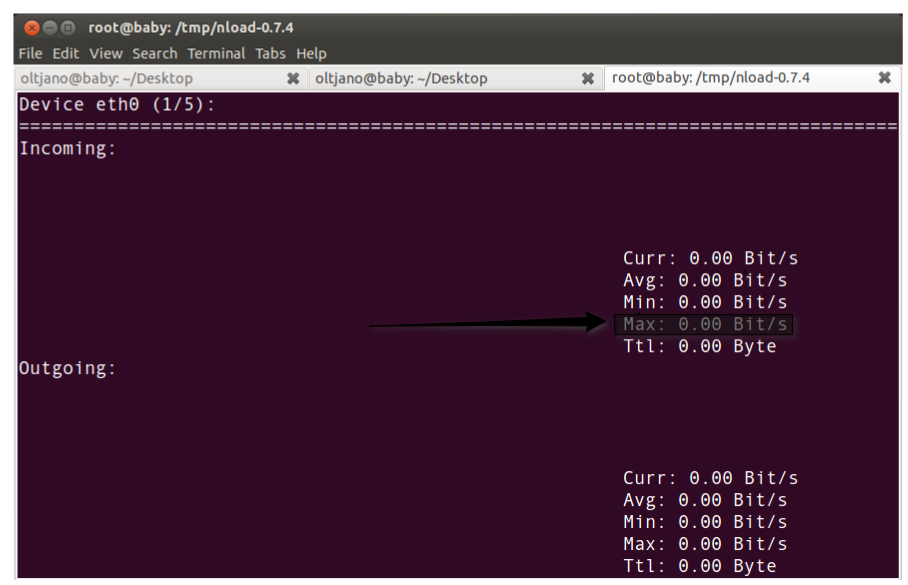 root@baby: /tmp/nload-0.7.4
File Edit View Search Terminal Tabs Help
oltjano@baby: ~/Desktop oltjano@baby: ~/Desktop root@baby: /tmp/nload-0.7.4
Device eth0 (1/5):
================================================================================
Incoming:
Curr: 0.00 Bit/s
Avg: 0.00 Bit/s
Min: 0.00 Bit/s
Max: 0.00 Bit/s
Ttl: 0.00 Byte
Outgoing:
Curr: 0.00 Bit/s
Avg: 0.00 Bit/s
Min: 0.00 Bit/s
Max: 0.00 Bit/s
Ttl: 0.00 Byte